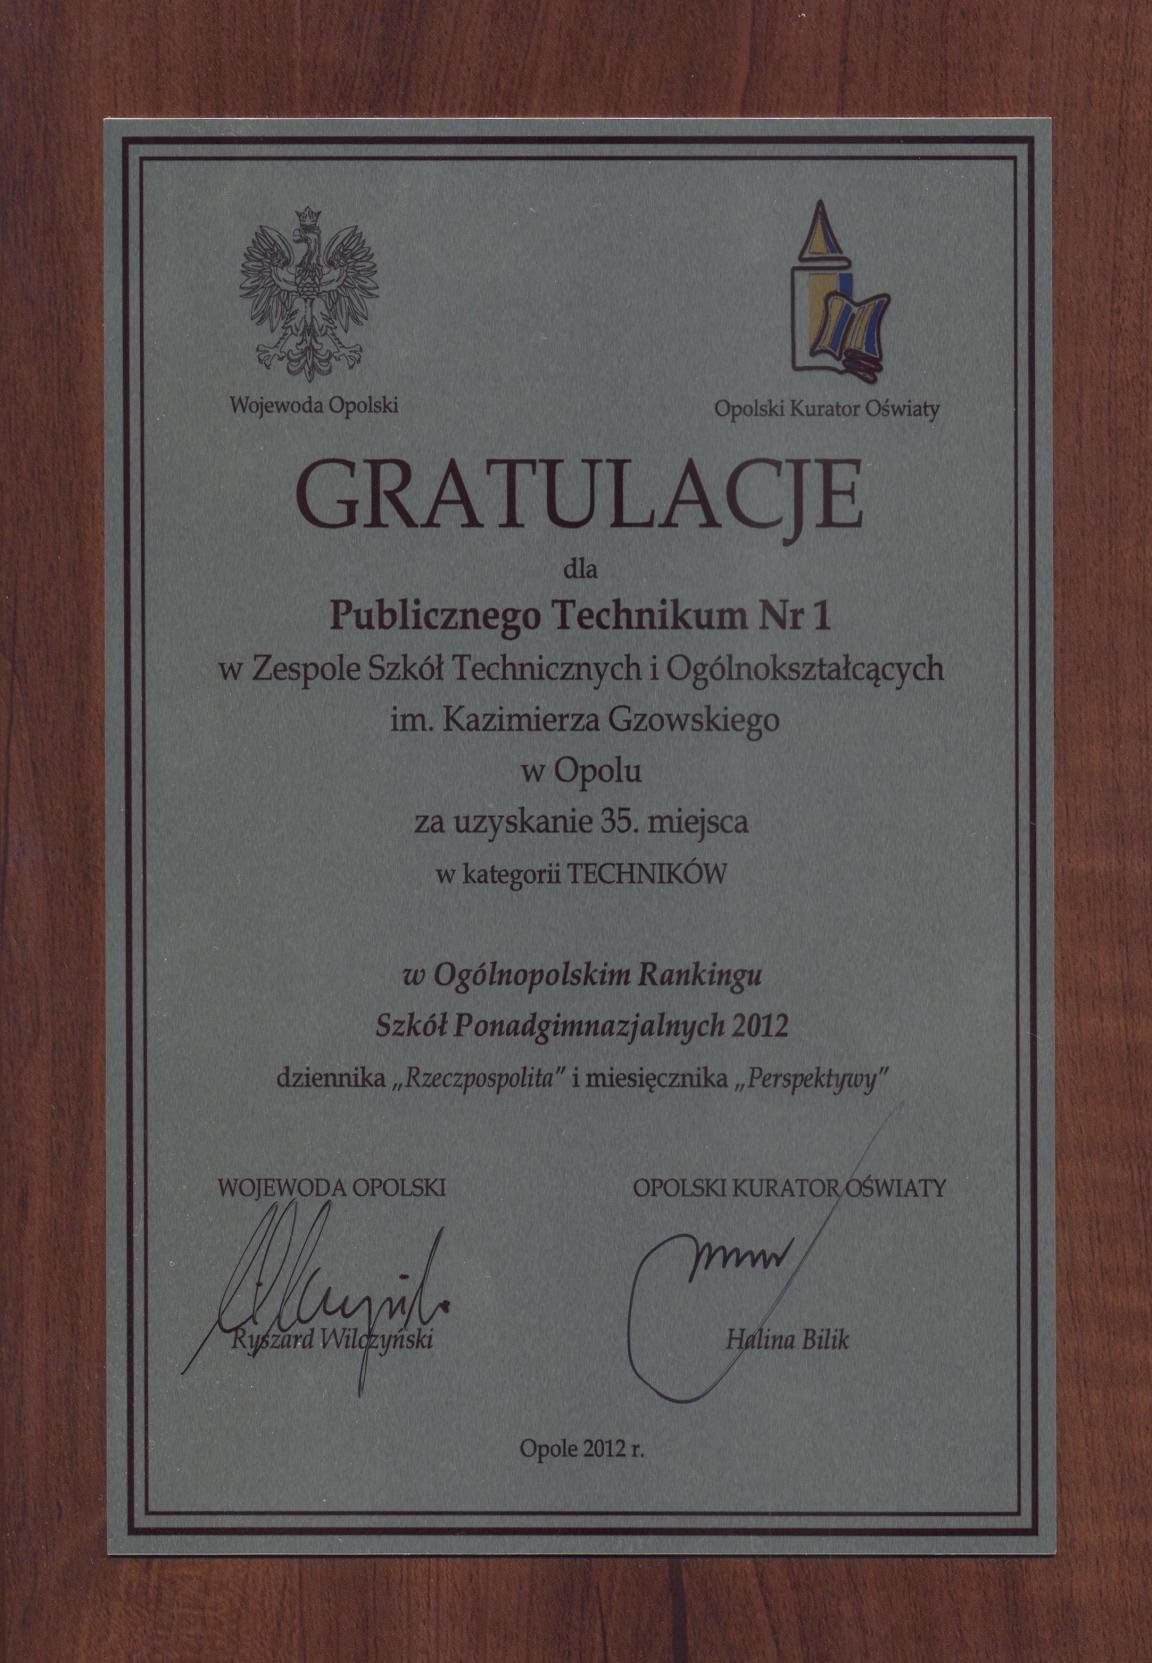 Wojewoda Opolski
Opolski Kurator Oświaty
GRATULACJE
dla
Publicznego Technikum Nr 1
w Zespole Szkół Technicznych i Ogólnokształcących
im. Kazimierza Gzowskiego
w Opolu
za uzyskanie 35. miejsca
w kategorii TECHNIKÓW
w Ogólnopolskim Rankingu
Szkół Ponadgimnazjalnych 2012
dziennika „Rzeczpospolita” i miesięcznika „Perspektywy”
WOJEWODA OPOLSKI
OPOLSKI KURATOR OŚWIATY
Ryszard Wilczyński
Halina Bilik
Opole 2012 r.